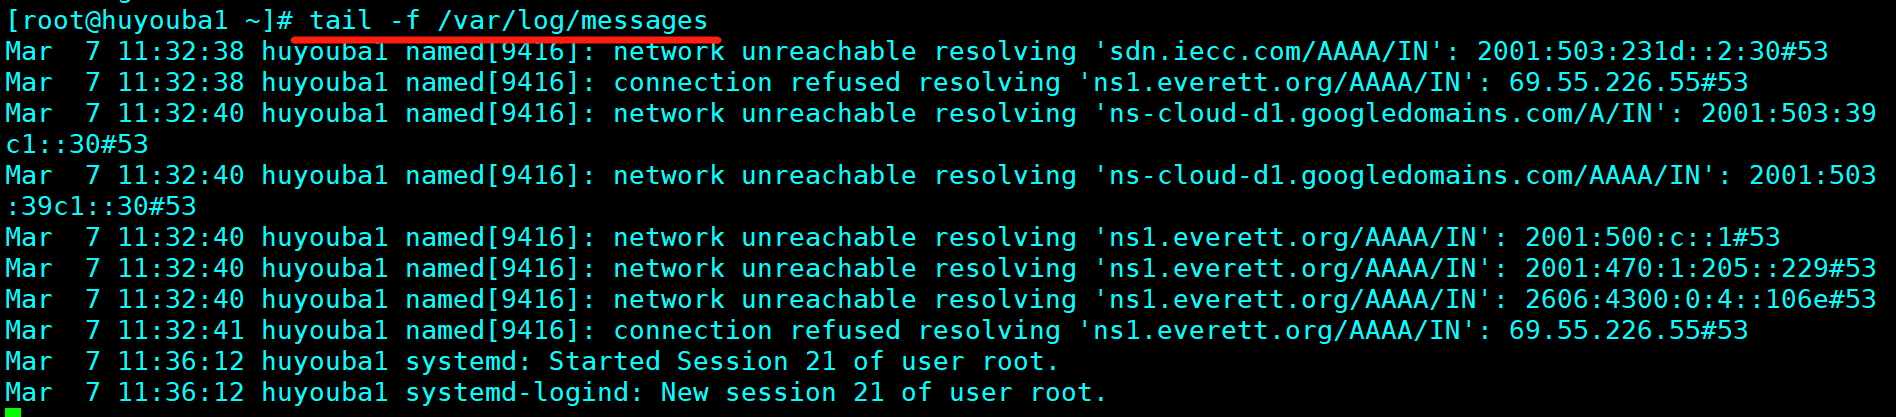 [root@huyouba1 ~]# tail -f /var/log/messages
Mar  7 11:32:38 huyouba1 named[9416]: network unreachable resolving 'sdn.iecc.com/AAAA/IN': 2001:503:231d::2:30#53
Mar  7 11:32:38 huyouba1 named[9416]: connection refused resolving 'ns1.everett.org/AAAA/IN': 69.55.226.55#53
Mar  7 11:32:40 huyouba1 named[9416]: network unreachable resolving 'ns-cloud-d1.googledomains.com/A/IN': 2001:503:39
c1::30#53
Mar  7 11:32:40 huyouba1 named[9416]: network unreachable resolving 'ns-cloud-d1.googledomains.com/AAAA/IN': 2001:503
:39c1::30#53
Mar  7 11:32:40 huyouba1 named[9416]: network unreachable resolving 'ns1.everett.org/AAAA/IN': 2001:500:c::1#53
Mar  7 11:32:40 huyouba1 named[9416]: network unreachable resolving 'ns1.everett.org/AAAA/IN': 2001:470:1:205::229#53
Mar  7 11:32:40 huyouba1 named[9416]: network unreachable resolving 'ns1.everett.org/AAAA/IN': 2606:4300:0:4::106e#53
Mar  7 11:32:41 huyouba1 named[9416]: connection refused resolving 'ns1.everett.org/AAAA/IN': 69.55.226.55#53
Mar  7 11:36:12 huyouba1 systemd: Started Session 21 of user root.
Mar  7 11:36:12 huyouba1 systemd-logind: New session 21 of user root.